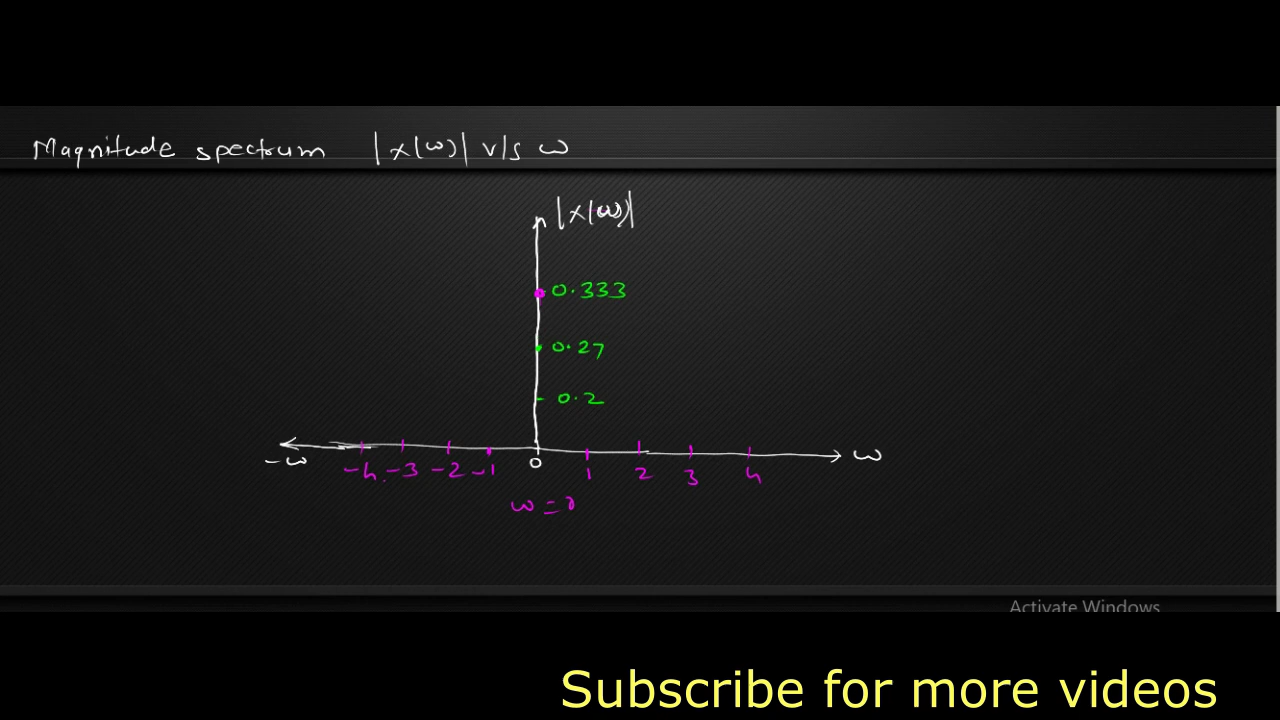 Magnitude spectrum |x(ω)| v/s ω
|x(ω)|
0.333
0.27
0.2
-ω -4 -3 -2 -1 0 1 2 3 4 ω
ω = 0
Activate Windows
Subscribe for more videos